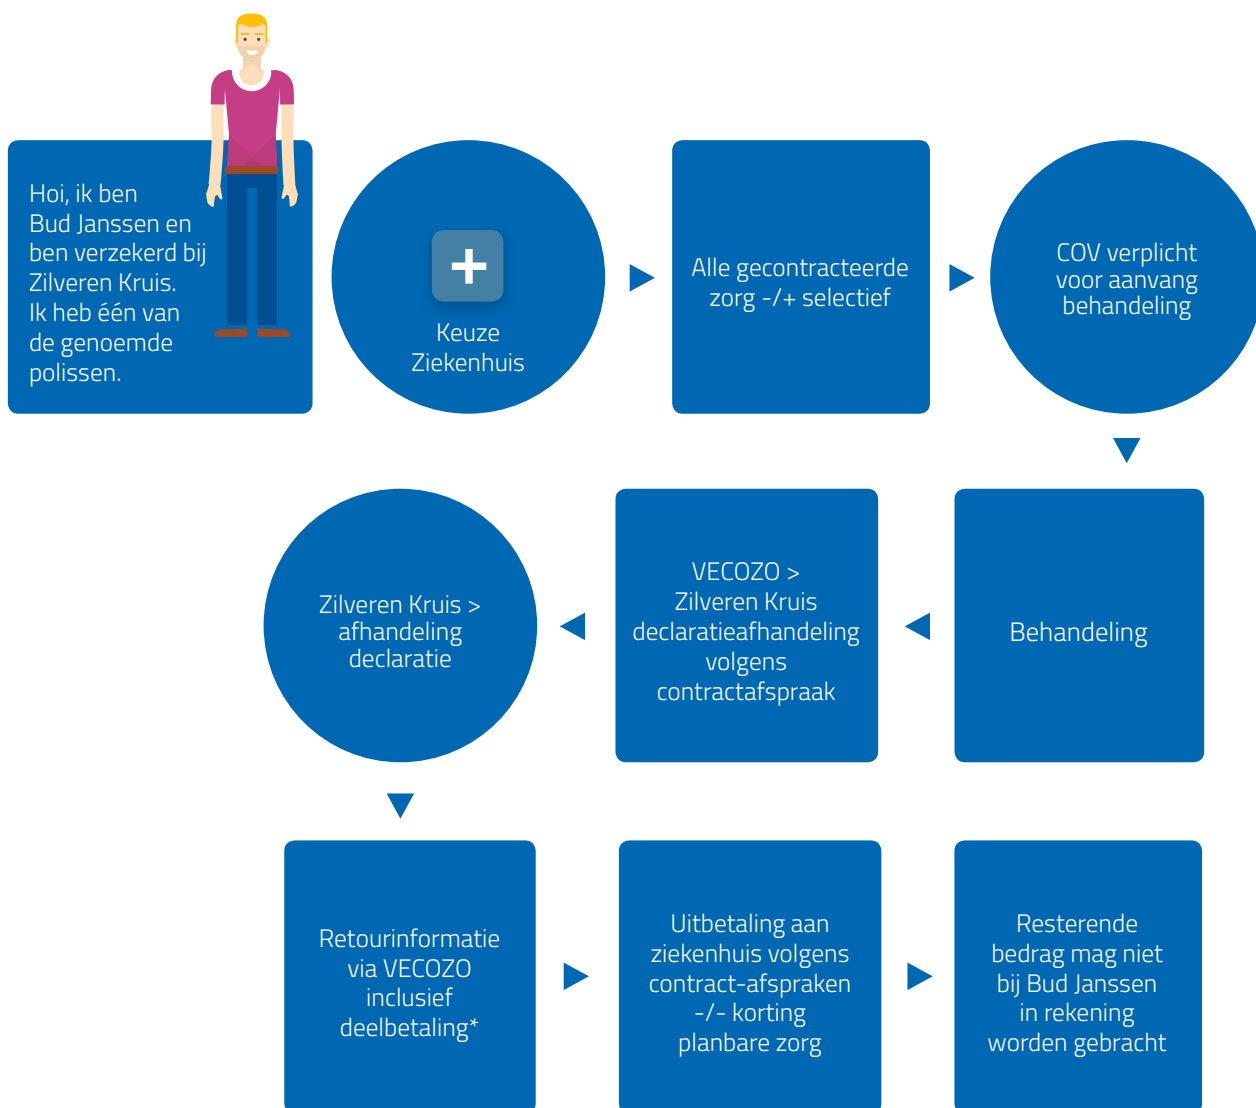 Hoi, ik ben
Bud Janssen en
ben verzekerd bij
Zilveren Kruis.
Ik heb één van
de genoemde
polissen.
Keuze
Ziekenhuis
Alle gecontracteerde
zorg -/+ selectief
COV verplicht
voor aanvang
behandeling
Behandeling
VECOZO >
Zilveren Kruis
declaratieafhandeling
volgens
contractafspraak
Zilveren Kruis >
afhandeling
declaratie
Retourinformatie
via VECOZO
inclusief
deelbetaling*
Uitbetaling aan
ziekenhuis volgens
contract-afspraken
-/- korting
planbare zorg
Resterende
bedrag mag niet
bij Bud Janssen
in rekening
worden gebracht